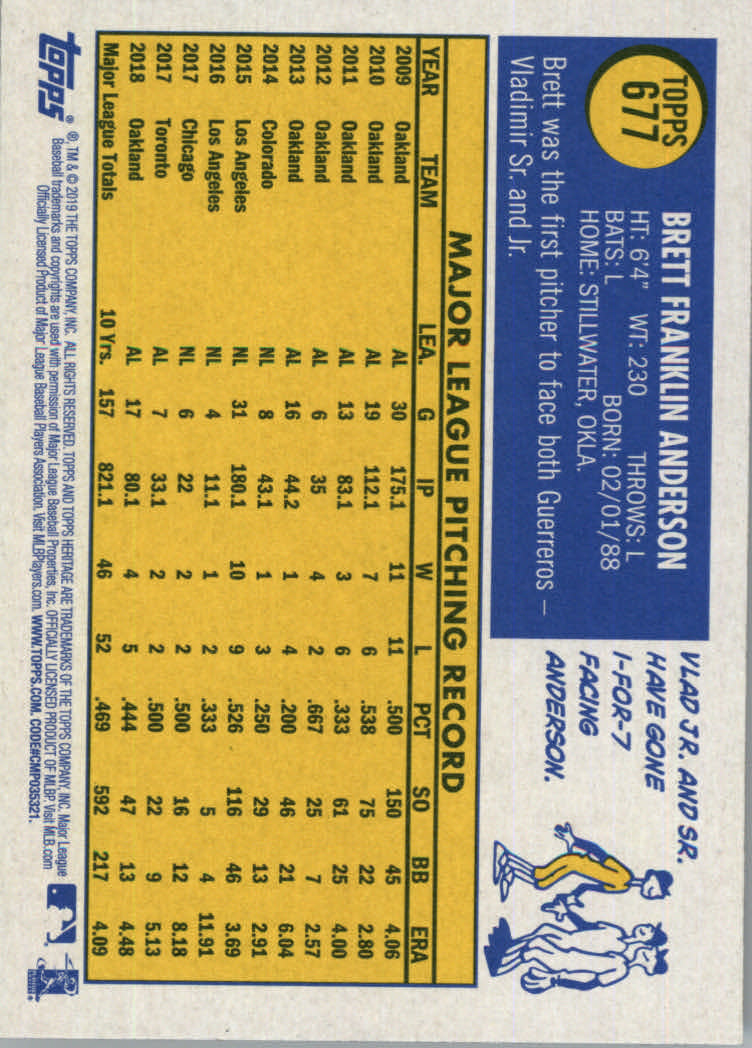 TOPPS
677
BRETT FRANKLIN ANDERSON
HT: 6'4" WT: 230 THROWS: L
BATS: L BORN: 02/01/88
HOME: STILLWATER, OKLA.
Brett was the first pitcher to face both Guerreros –
Vladimir Sr. and Jr.
VLAD JR. AND SR.
HAVE GONE
1-FOR-7
FACING
ANDERSON.
MAJOR LEAGUE PITCHING RECORD
YEAR TEAM LEA. G IP W L PCT SO BB ERA
2009 Oakland AL 30 175.1 11 11 .500 150 45 4.06
2010 Oakland AL 19 112.1 7 6 .538 75 22 2.80
2011 Oakland AL 13 83.1 3 6 .333 61 25 4.00
2012 Oakland AL 6 35 4 2 .667 25 7 2.57
2013 Oakland AL 16 44.2 1 4 .200 46 21 6.04
2014 Colorado NL 8 43.1 1 3 .250 29 13 2.91
2015 Los Angeles NL 31 180.1 10 9 .526 116 46 3.69
2016 Los Angeles NL 4 11.1 1 2 .333 5 4 11.91
2017 Chicago NL 6 22 2 2 .500 16 12 8.18
2017 Toronto AL 7 33.1 2 2 .500 22 9 5.13
2018 Oakland AL 17 80.1 4 5 .444 47 13 4.48
Major League Totals 10 Yrs. 157 821.1 46 52 .469 592 217 4.09
topps®
®, TM & © 2019 THE TOPPS COMPANY, INC. ALL RIGHTS RESERVED. TOPPS AND TOPPS HERITAGE ARE TRADEMARKS OF THE TOPPS COMPANY, INC. Major League
Baseball trademarks and copyrights are used with permission of Major League Baseball Properties, Inc. OFFICIALLY LICENSED PRODUCT OF MLBP. Visit MLB.com
Officially Licensed Product of Major League Baseball Players Association. Visit MLBPlayers.com. WWW.TOPPS.COM. CODE#CMP035321.